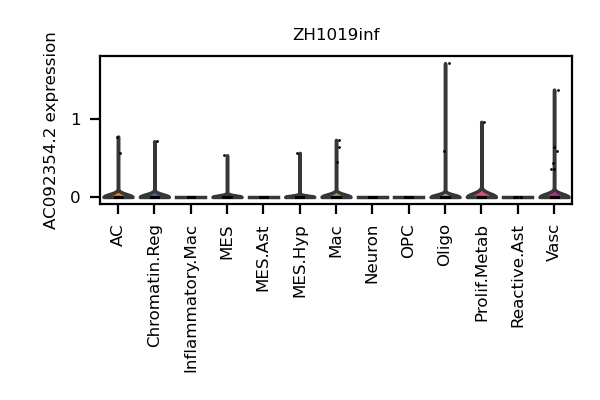 ZH1019inf
AC092354.2 expression
1
0
AC
Chromatin.Reg
Inflammatory.Mac
MES
MES.Ast
MES.Hyp
Mac
Neuron
OPC
Oligo
Prolif.Metab
Reactive.Ast
Vasc